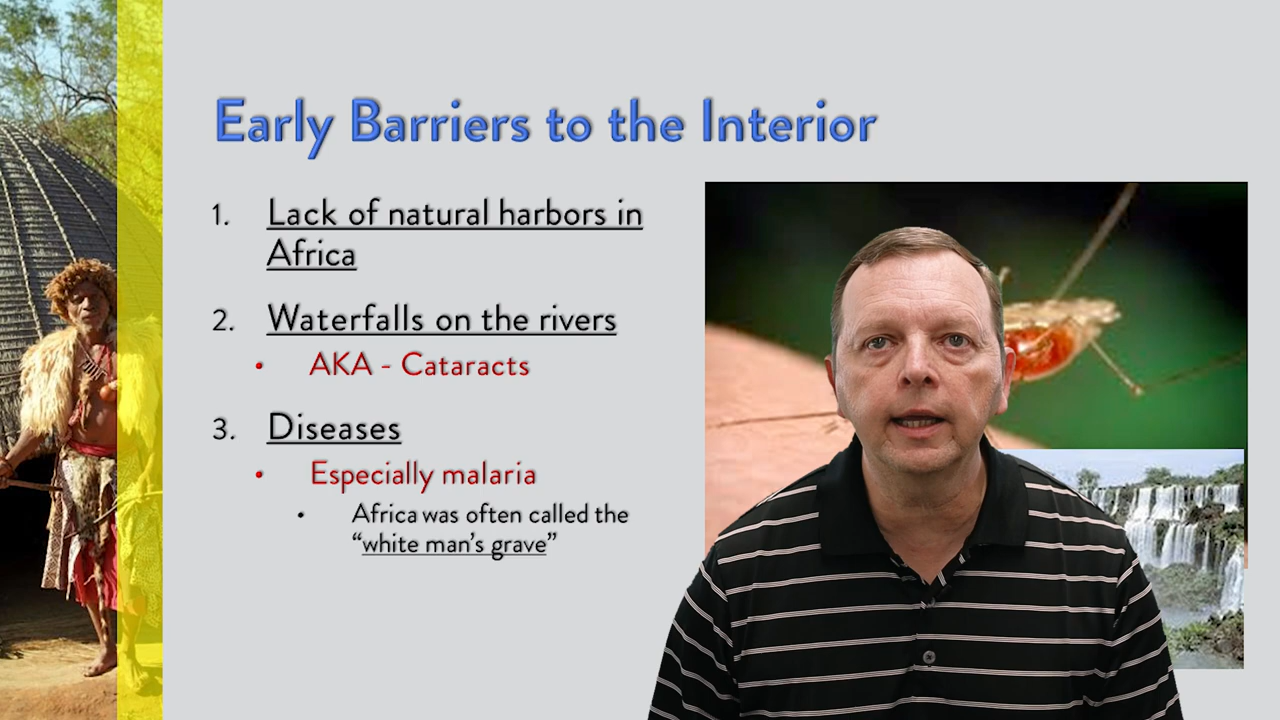 Early Barriers to the Interior
1. Lack of natural harbors in
Africa
2. Waterfalls on the rivers
• AKA - Cataracts
3. Diseases
• Especially malaria
• Africa was often called the
“white man’s grave”